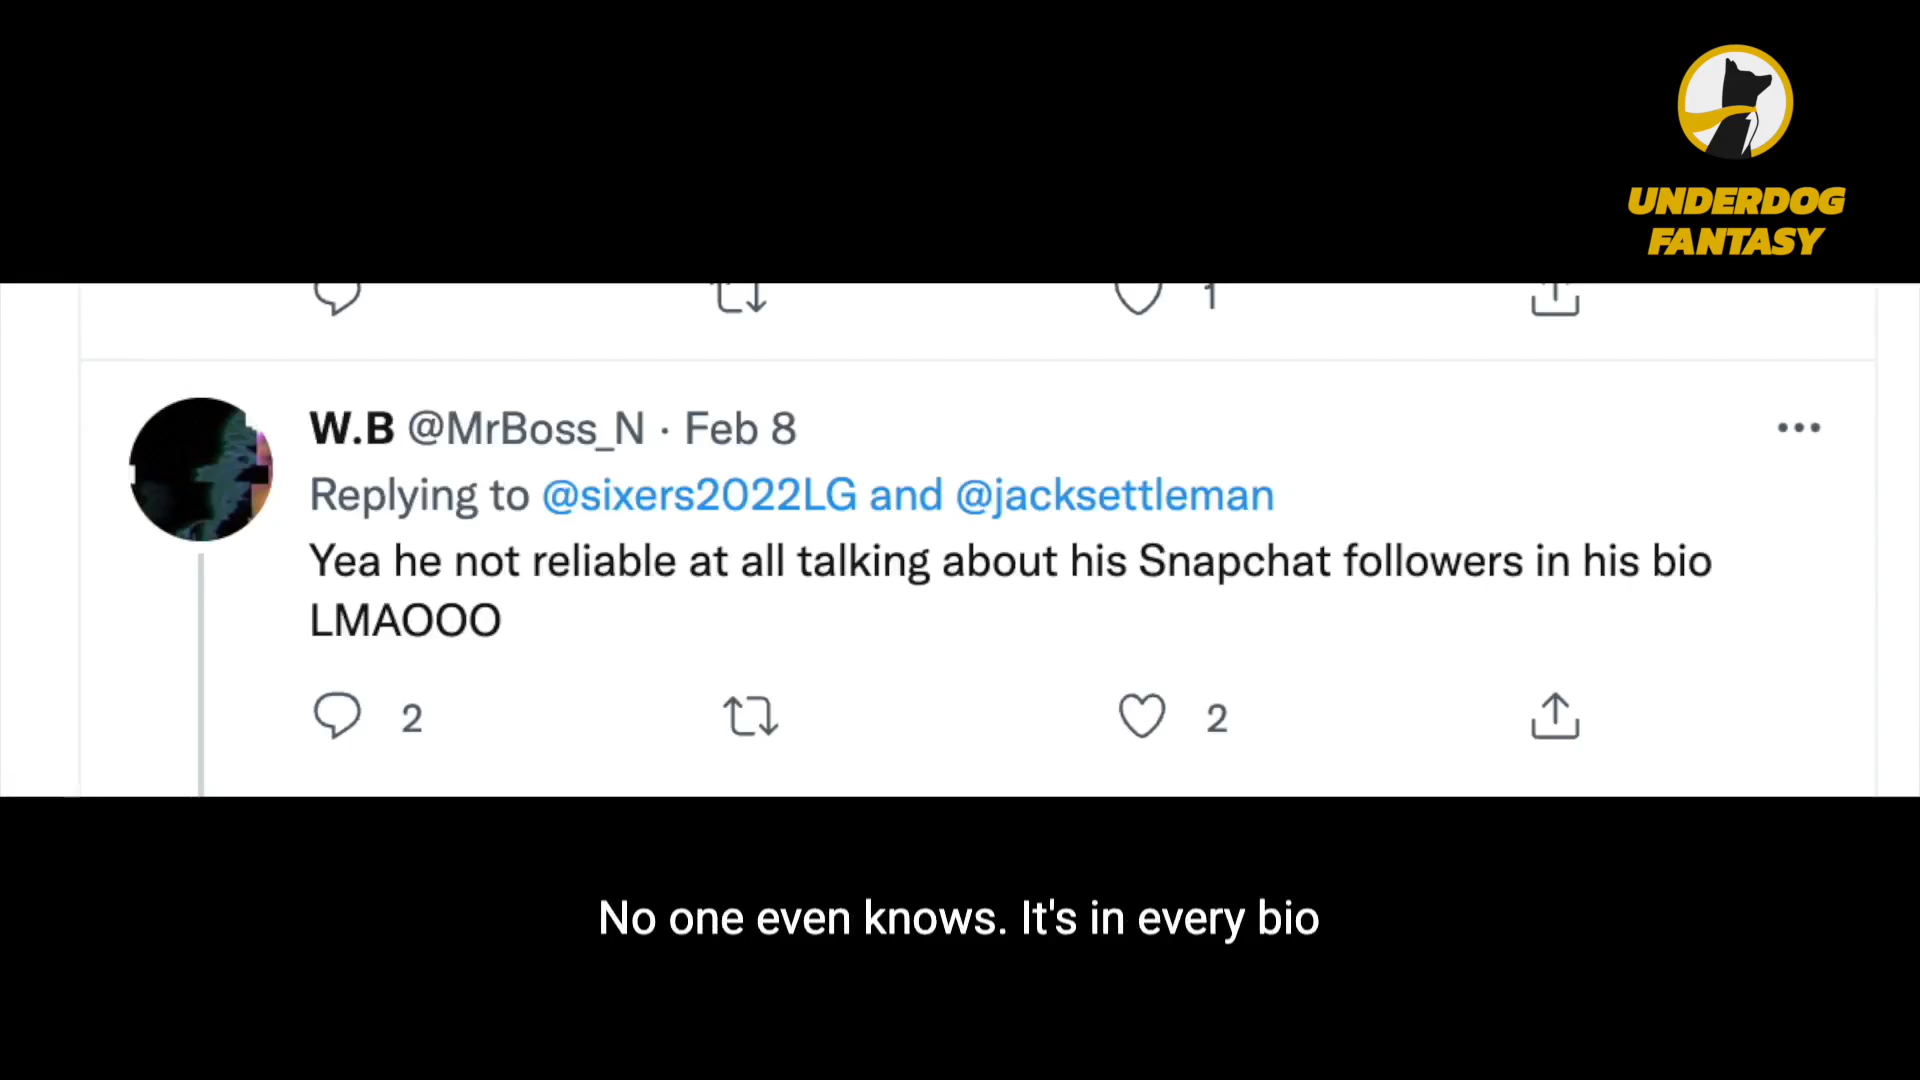 UNDERDOG
FANTASY
1
W.B @MrBoss_N · Feb 8
Replying to @sixers2022LG and @jacksettleman
Yea he not reliable at all talking about his Snapchat followers in his bio
LMAOOO
2 2
No one even knows. It's in every bio